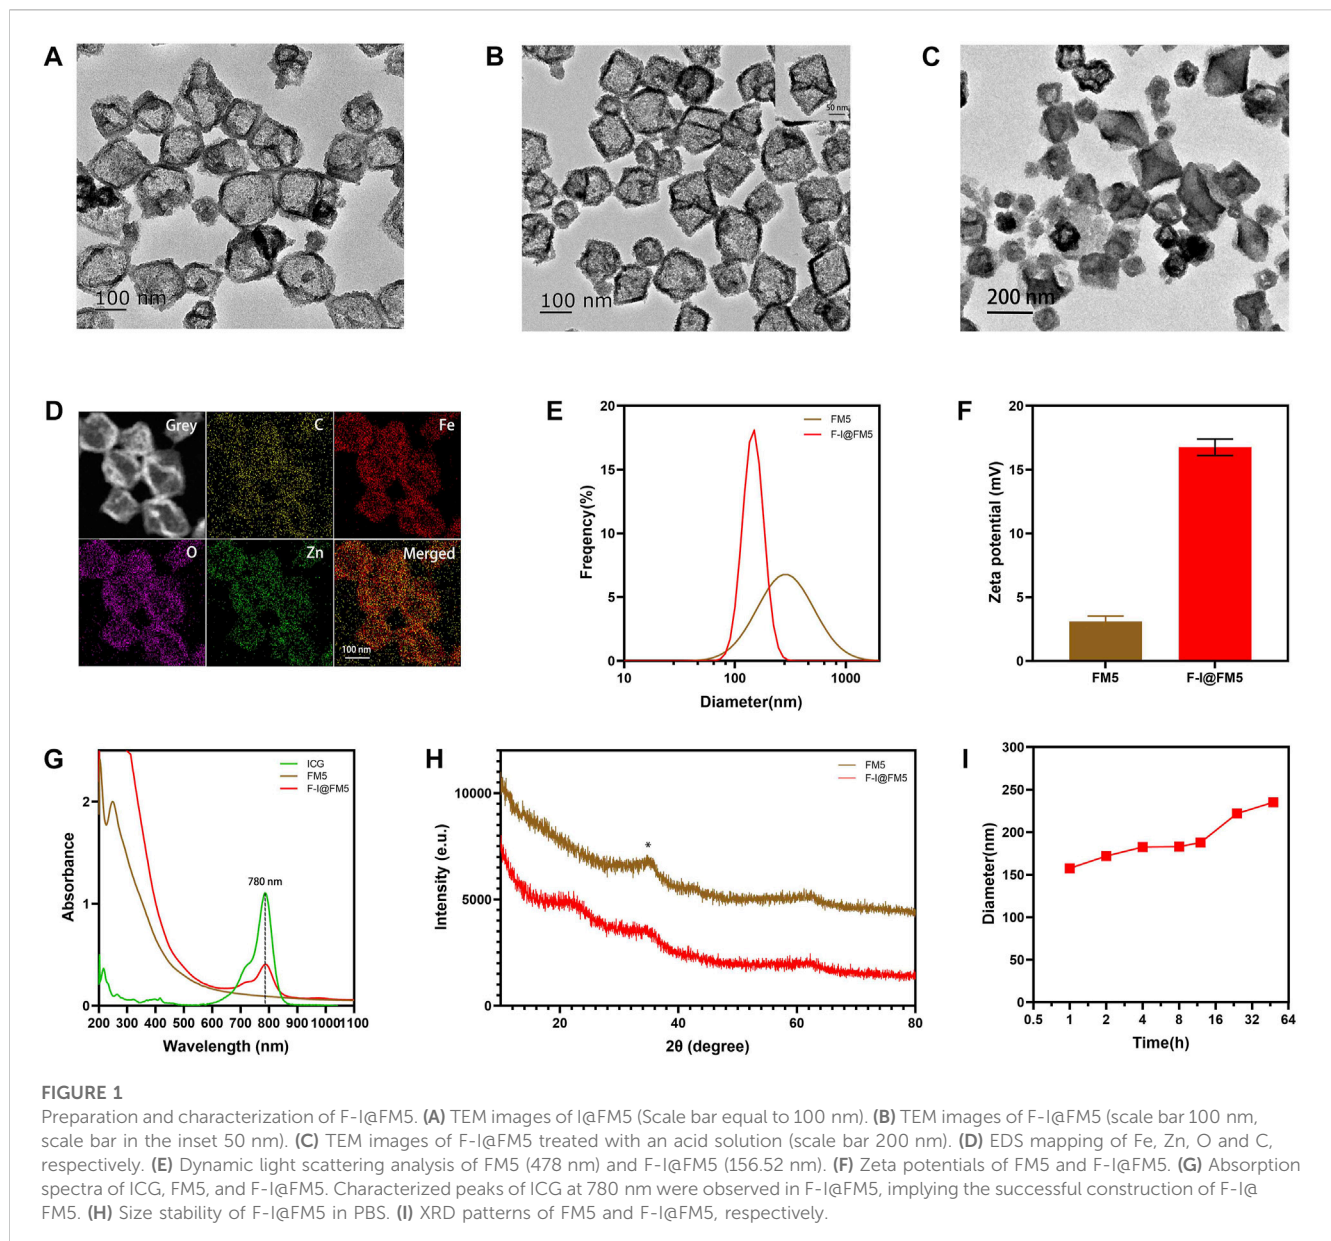 A
100 nm
B
50 nm
100 nm
C
200 nm
D
Grey
C
Fe
O
Zn
Merged
100 nm
E
20
15
10
5
0
Freqency(%)
FM5
F-I@FM5
10
100
1000
Diameter(nm)
F
20
15
10
5
0
Zeta potential (mV)
FM5
F-I@FM5
G
2
1
0
Absorbance
ICG
FM5
F-I@FM5
780 nm
200 300 400 500 600 700 800 900 1000 1100
Wavelength (nm)
H
10000
5000
0
Intensity (e.u.)
FM5
F-I@FM5
*
20
40
60
80
2θ (degree)
I
300
250
200
150
100
50
0
Diameter(nm)
0.5 1 2 4 8 16 32 64
Time(h)
FIGURE 1
Preparation and characterization of F-I@FM5. (A) TEM images of I@FM5 (Scale bar equal to 100 nm). (B) TEM images of F-I@FM5 (scale bar 100 nm,
scale bar in the inset 50 nm). (C) TEM images of F-I@FM5 treated with an acid solution (scale bar 200 nm). (D) EDS mapping of Fe, Zn, O and C,
respectively. (E) Dynamic light scattering analysis of FM5 (478 nm) and F-I@FM5 (156.52 nm). (F) Zeta potentials of FM5 and F-I@FM5. (G) Absorption
spectra of ICG, FM5, and F-I@FM5. Characterized peaks of ICG at 780 nm were observed in F-I@FM5, implying the successful construction of F-I@
FM5. (H) Size stability of F-I@FM5 in PBS. (I) XRD patterns of FM5 and F-I@FM5, respectively.